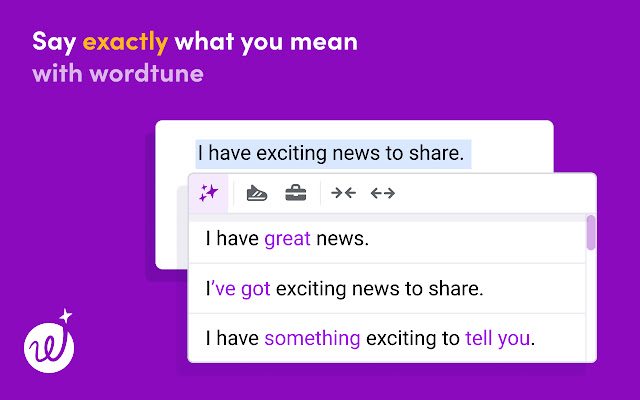 Say exactly what you mean
with wordtune
I have exciting news to share.
I have great news.
I’ve got exciting news to share.
I have something exciting to tell you.